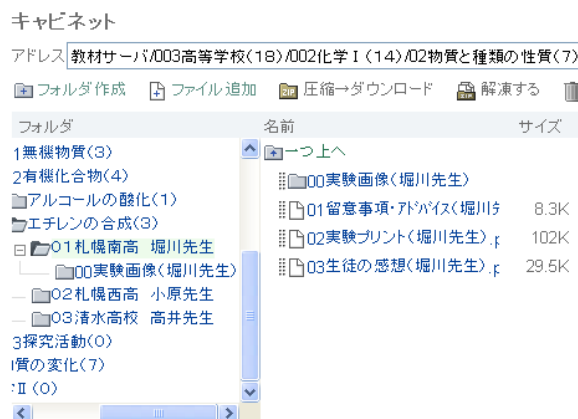 キャビネット
アドレス 教材サーバ/003高等学校(18)/002化学Ⅰ(14)/02物質と種類の性質(7)
フォルダ作成 ファイル追加 圧縮→ダウンロード 解凍する
フォルダ 名前 サイズ
1無機物質(3)
2有機化合物(4)
アルコールの酸化(1)
エチレンの合成(3)
01札幌南高 堀川先生
00実験画像(堀川先生)
02札幌西高 小原先生
03清水高校 高井先生
3探究活動(0)
質の変化(7)
Ⅱ(0)
一つ上へ
00実験画像(堀川先生)
01留意事項・アドバイス(堀川 8.3K
02実験プリント(堀川先生). 102K
03生徒の感想(堀川先生). 29.5K